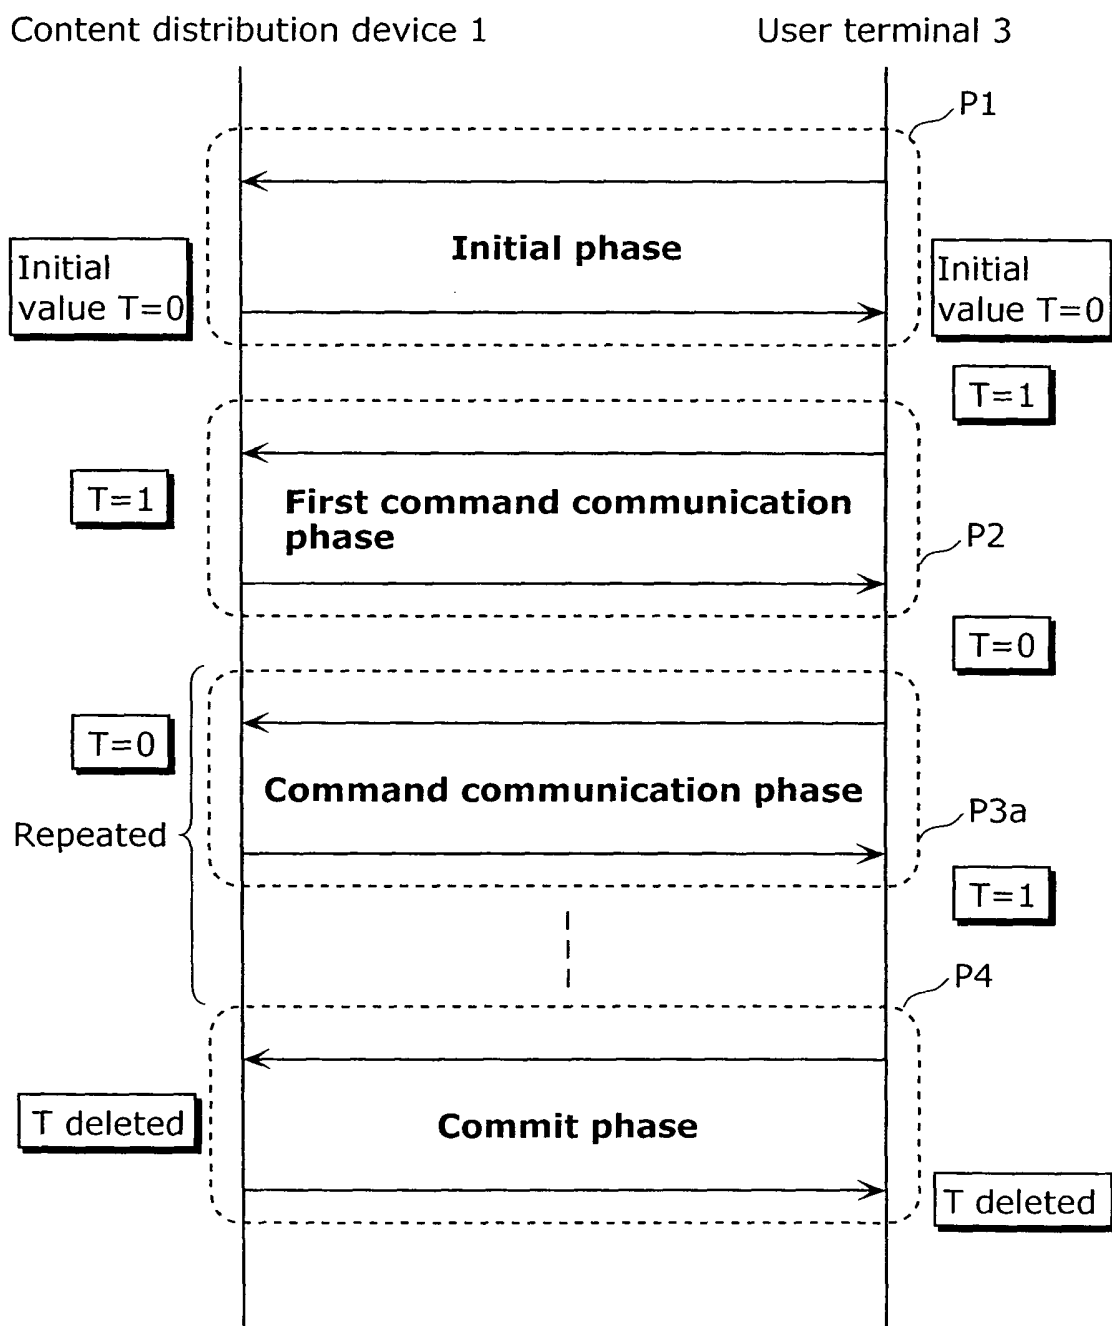 Content distribution device 1
User terminal 3
P1
Initial phase
Initial
value T=0
Initial
value T=0
T=1
T=1
First command communication
phase
P2
T=0
T=0
Command communication phase
P3a
Repeated
T=1
P4
T deleted
Commit phase
T deleted